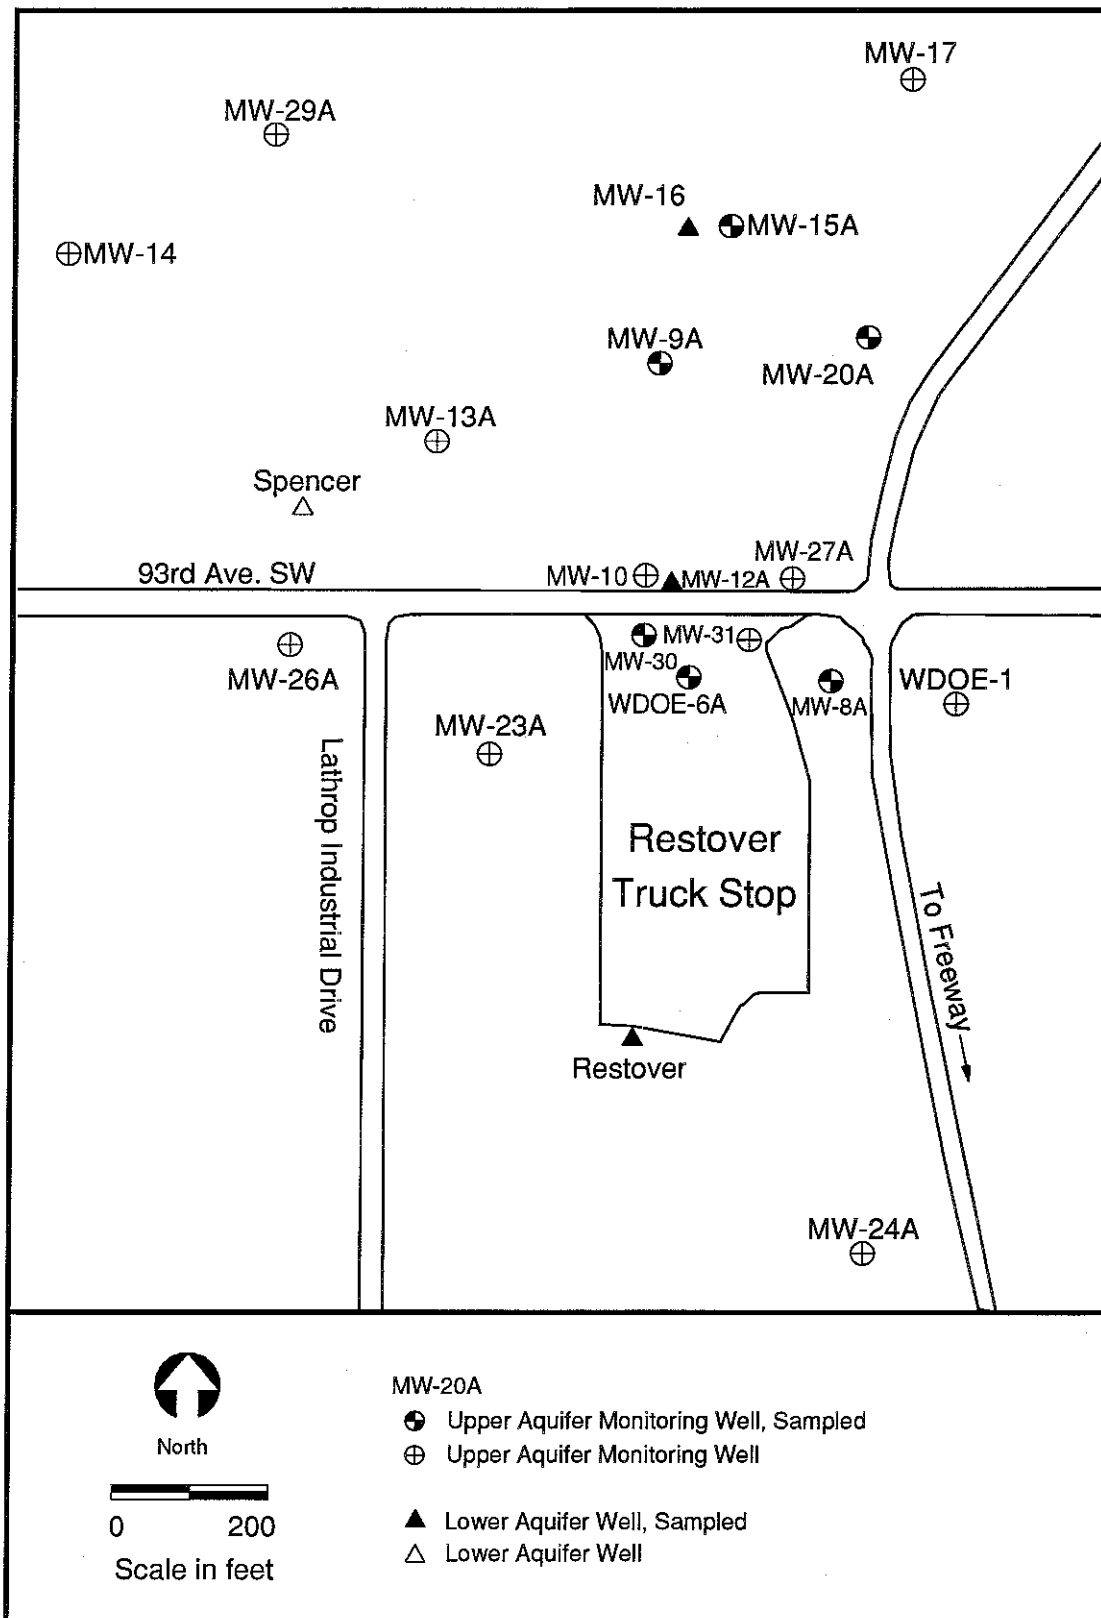 MW-17
MW-29A
MW-16
MW-15A
MW-14
MW-9A
MW-20A
MW-13A
Spencer
93rd Ave. SW
MW-10
MW-12A
MW-27A
MW-31
MW-30
WDOE-6A
MW-8A
WDOE-1
MW-26A
MW-23A
Lathrop Industrial Drive
Restover
Truck Stop
To Freeway
Restover
MW-24A
North
0 200
Scale in feet
MW-20A
Upper Aquifer Monitoring Well, Sampled
Upper Aquifer Monitoring Well
Lower Aquifer Well, Sampled
Lower Aquifer Well